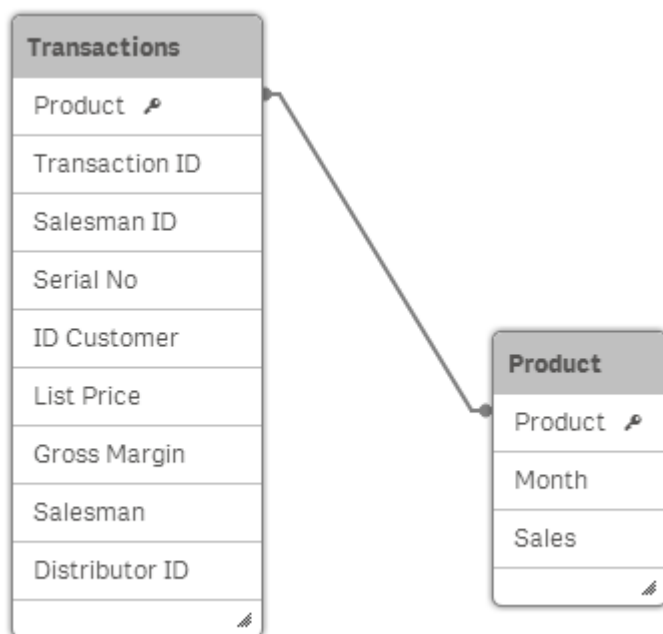 Transactions
Product
Transaction ID
Salesman ID
Serial No
ID Customer
List Price
Gross Margin
Salesman
Distributor ID
Product
Product
Month
Sales